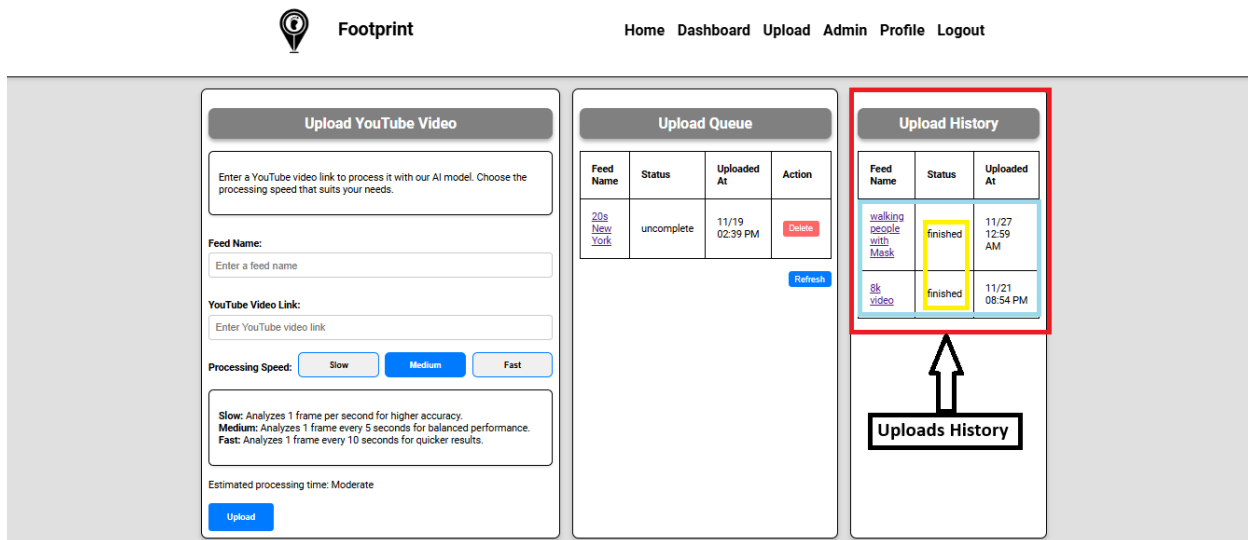 Footprint
Home Dashboard Upload Admin Profile Logout
Upload YouTube Video
Enter a YouTube video link to process it with our AI model. Choose the
processing speed that suits your needs.
Feed Name:
Enter a feed name
YouTube Video Link:
Enter YouTube video link
Processing Speed: Slow Medium Fast
Slow: Analyzes 1 frame per second for higher accuracy.
Medium: Analyzes 1 frame every 5 seconds for balanced performance.
Fast: Analyzes 1 frame every 10 seconds for quicker results.
Estimated processing time: Moderate
Upload
Upload Queue
Feed
Name
Status
Uploaded
At
Action
20s
New
York
uncomplete
11/19
02:39 PM
Delete
Refresh
Upload History
Feed
Name
Status
Uploaded
At
walking
people
with
Mask
finished
11/27
12:59
AM
8k
video
finished
11/21
08:54 PM
Uploads History